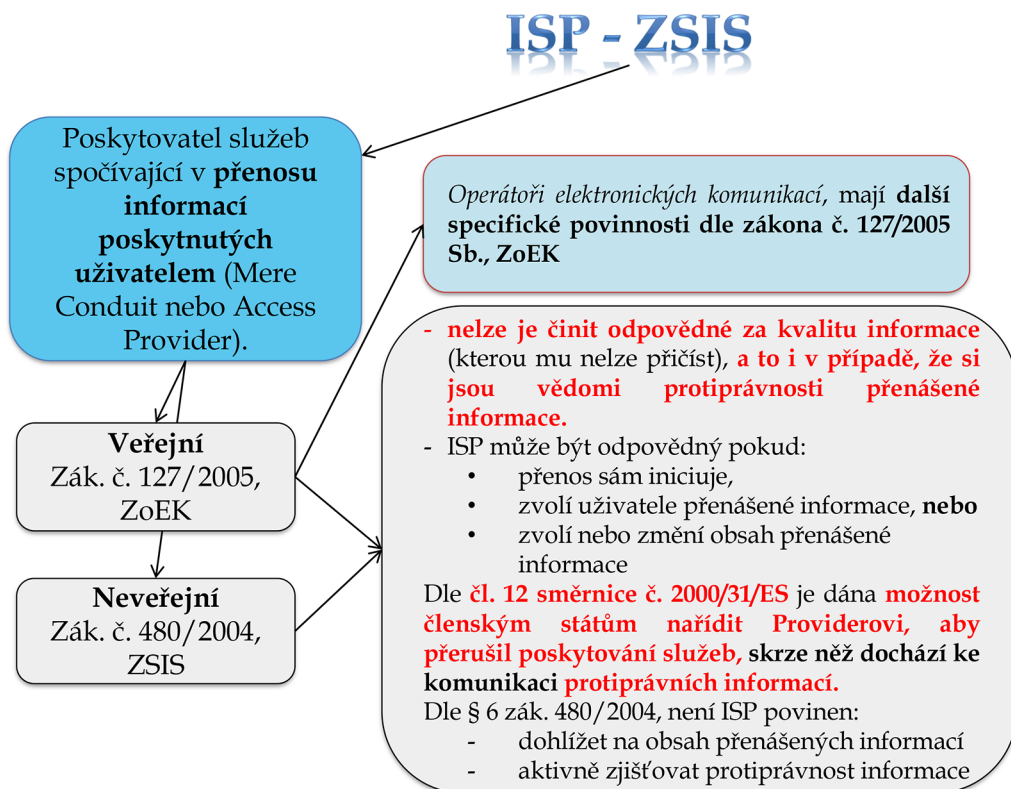 ISP - ZSIS
Poskytovatel služeb
spočívající v přenosu
informací
poskytnutých
uživatelem (Mere
Conduit nebo Access
Provider).
Operátoři elektronických komunikací, mají další
specifické povinnosti dle zákona č. 127/2005
Sb., ZoEK
Veřejní
Zák. č. 127/2005,
ZoEK
Neveřejní
Zák. č. 480/2004,
ZSIS
- nelze je činit odpovědné za kvalitu informace
(kterou mu nelze přičíst), a to i v případě, že si
jsou vědomi protiprávnosti přenášené
informace.
- ISP může být odpovědný pokud:
• přenos sám iniciuje,
• zvolí uživatele přenášené informace, nebo
• zvolí nebo změní obsah přenášené
informace
Dle čl. 12 směrnice č. 2000/31/ES je dána možnost
členským státům nařídit Providerovi, aby
přerušil poskytování služeb, skrze něž dochází ke
komunikaci protiprávních informací.
Dle § 6 zák. 480/2004, není ISP povinen:
- dohlížet na obsah přenášených informací
- aktivně zjišťovat protiprávnost informace